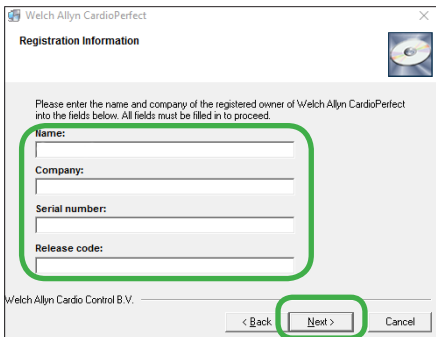 Welch Allyn CardioPerfect
Registration Information
Please enter the name and company of the registered owner of Welch Allyn CardioPerfect
into the fields below. All fields must be filled in to proceed.
Name:
Company:
Serial number:
Release code:
Welch Allyn Cardio Control B.V.
< Back
Next >
Cancel